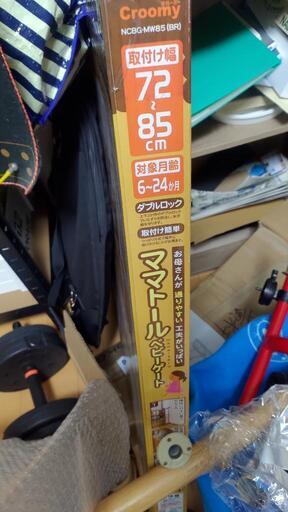 Croomy
NCBG-MW85(BR)
取付け幅
72
~
85cm
対象月齢
6~24か月
ダブルロック
取付け簡単
お母さんが通りやすい工夫がいっぱい
ママトール
ベビーゲート